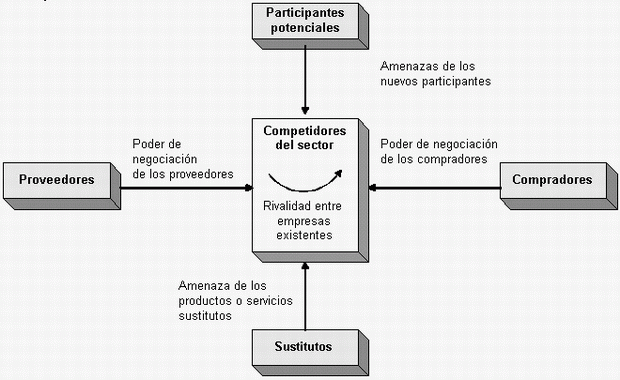 Participantes
potenciales
Amenazas de los
nuevos participantes
Competidores
del sector
Poder de
negociación
de los proveedores
Poder de negociación
de los compradores
Proveedores
Compradores
Rivalidad entre
empresas
existentes
Amenaza de los
productos o servicios
sustitutos
Sustitutos